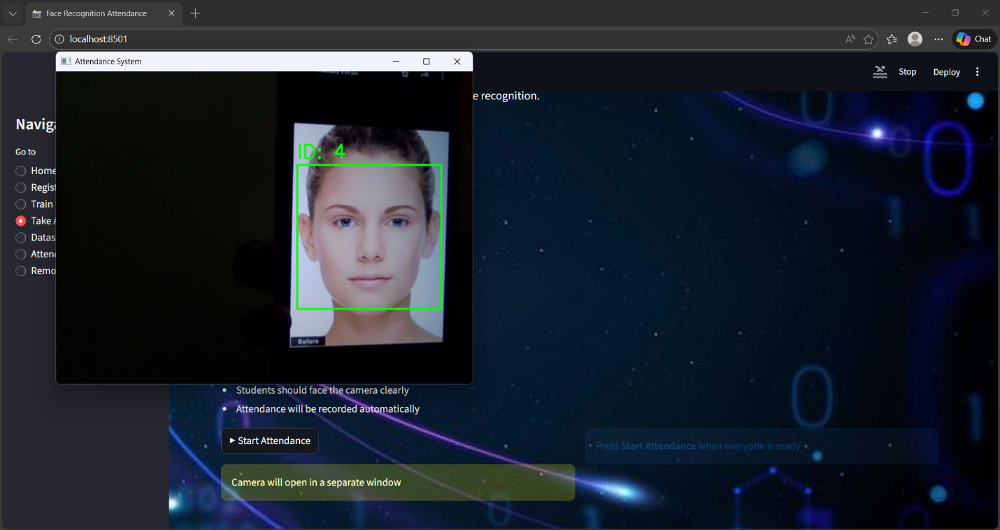 Face Recognition Attendance
localhost:8501
Chat
Attendance System
Stop
Deploy
e recognition.
Naviga
Go to
Home
Regist
Train
Take A
Datas
Atten
Remo
ID: 4
Before
Students should face the camera clearly
Attendance will be recorded automatically
Start Attendance
Press Start Attendance when everyone is ready
Camera will open in a separate window